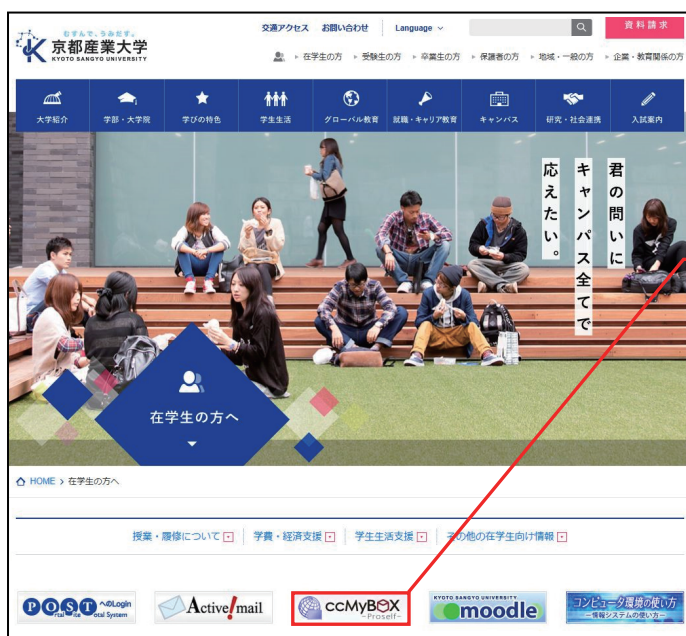 むすんで、うみだす。
京都産業大学
KYOTO SANGYO UNIVERSITY
交通アクセス お問い合わせ Language
資料請求
在学生の方 受験生の方 卒業生の方 保護者の方 地域・一般の方 企業・教育関係の方
大学紹介 学部・大学院 学びの特色 学生生活 グローバル教育 就職・キャリア教育 キャンパス 研究・社会連携 入試案内
君の問いに
キャンパス全てで
応えたい。
在学生の方へ
HOME > 在学生の方へ
授業・履修について 学費・経済支援 学生生活支援 その他の在学生向け情報
POST へのLogin
Portal Site Total System
Active! mail
ccMyBOX
-Proself-
KYOTO SANGYO UNIVERSITY
moodle
コンピュータ環境の使い方
－情報システムの使い方－